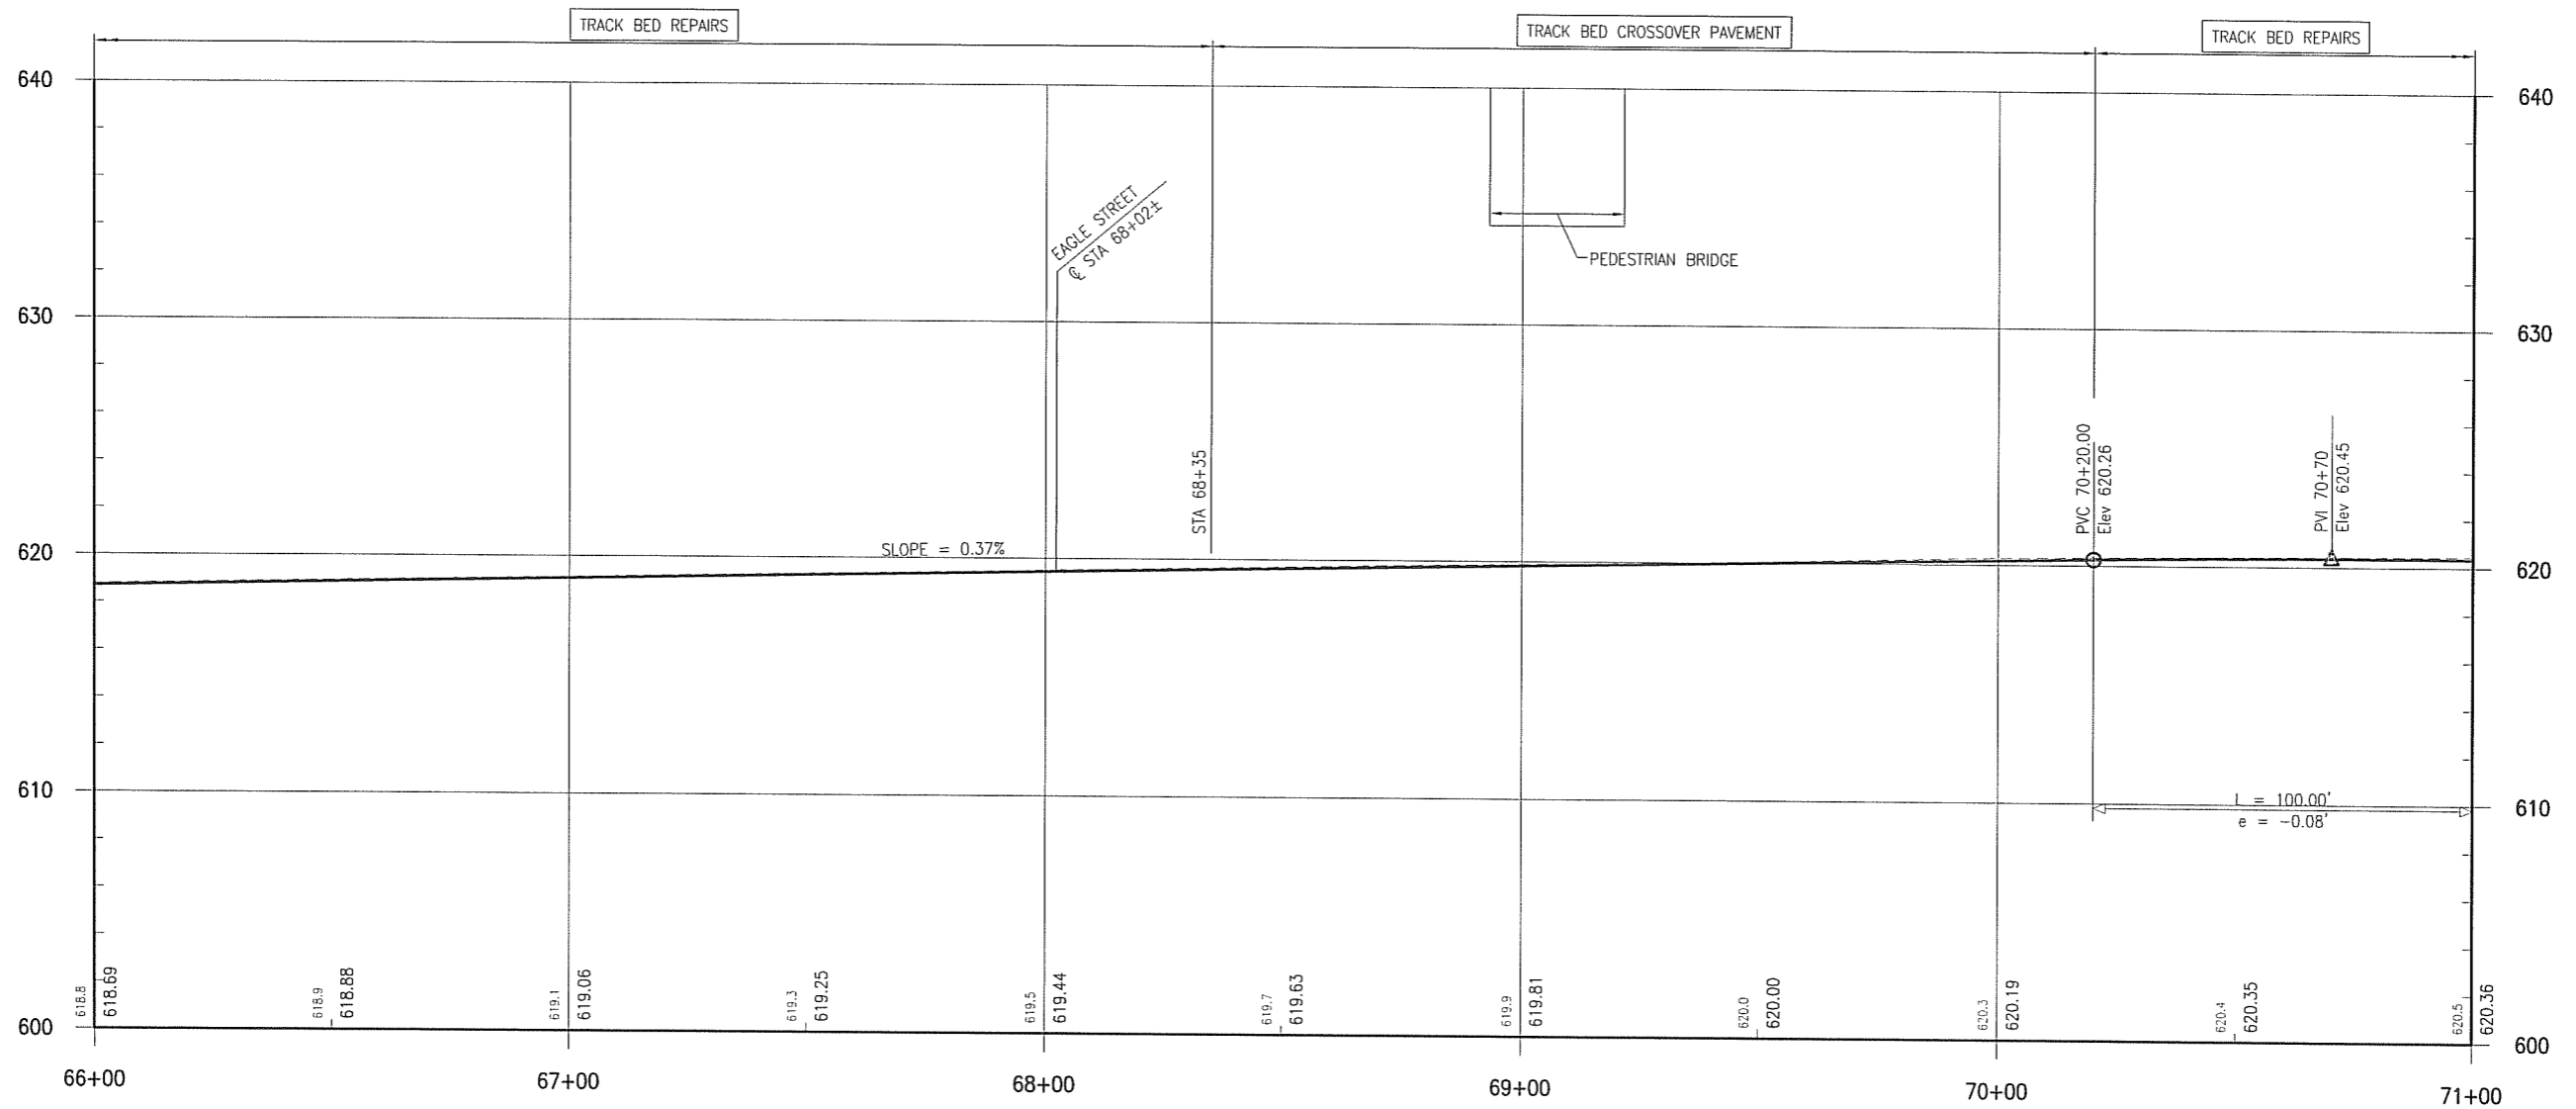 TRACK BED REPAIRS
TRACK BED CROSSOVER PAVEMENT
TRACK BED REPAIRS
640
640
EAGLE STREET
℄ STA 68+02±
PEDESTRIAN BRIDGE
630
630
STA 68+35
PVC 70+20.00
Elev 620.26
PVI 70+70
Elev 620.45
SLOPE = 0.37%
620
620
610
L = 100.00'
e = -0.08'
610
618.8
618.69
618.9
618.88
619.1
619.06
619.3
619.25
619.5
619.44
619.7
619.63
619.9
619.81
620.0
620.00
620.3
620.19
620.4
620.35
620.5
620.36
600
600
66+00
67+00
68+00
69+00
70+00
71+00